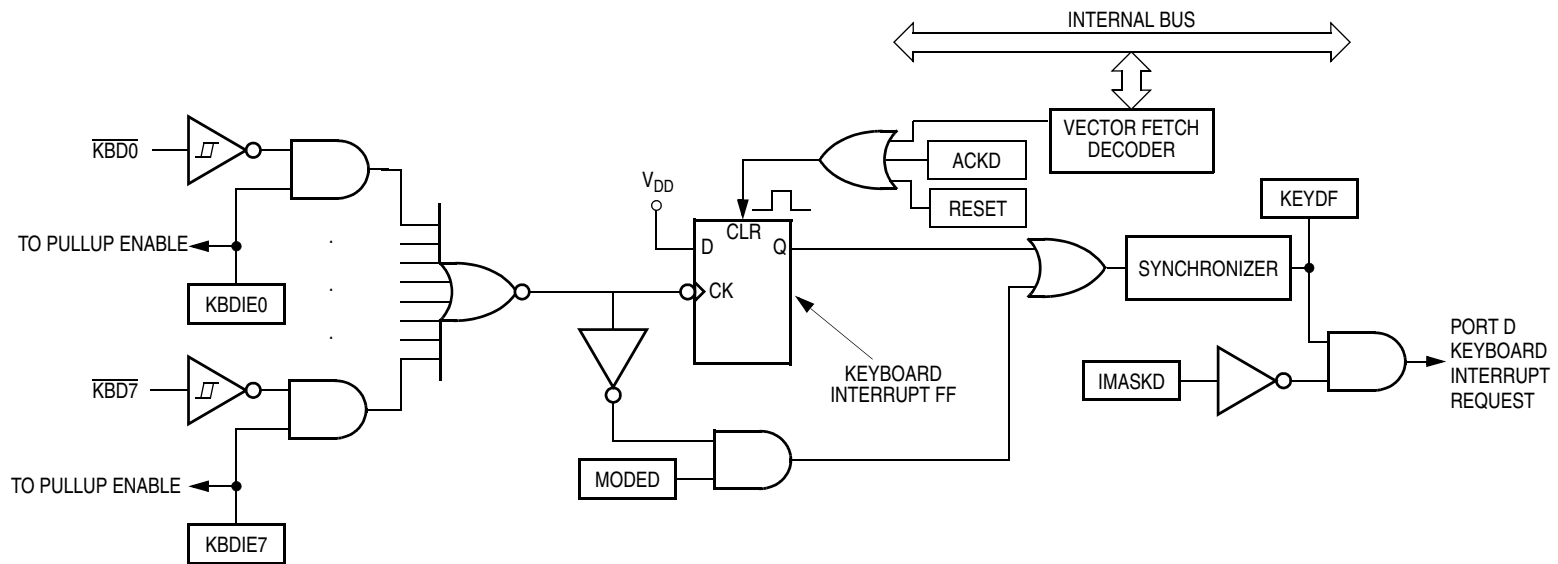 INTERNAL BUS
VECTOR FETCH
DECODER
KBD0
ACKD
VDD
RESET
KEYDF
TO PULLUP ENABLE
CLR
D
Q
SYNCHRONIZER
KBDIE0
CK
PORT D
KEYBOARD
INTERRUPT
REQUEST
KEYBOARD
INTERRUPT FF
IMASKD
KBD7
MODED
TO PULLUP ENABLE
KBDIE7